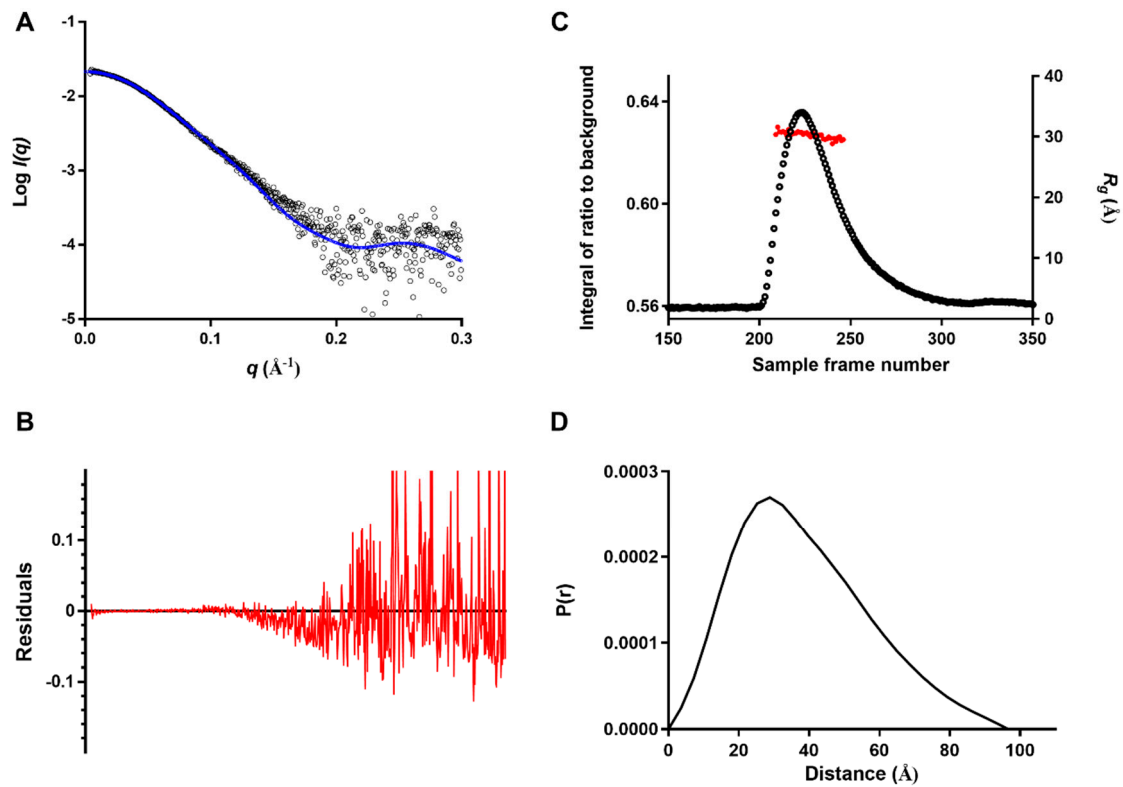 A
-1
-2
-3
-4
-5
Log I(q)
0.0
0.1
0.2
0.3
q (Å-1)
C
0.64
0.60
0.56
Integral of ratio to background
40
30
20
10
0
Rg (Å)
150
200
250
300
350
Sample frame number
B
0.1
0
-0.1
Residuals
D
0.0003
0.0002
0.0001
0.0000
P(r)
0
20
40
60
80
100
Distance (Å)